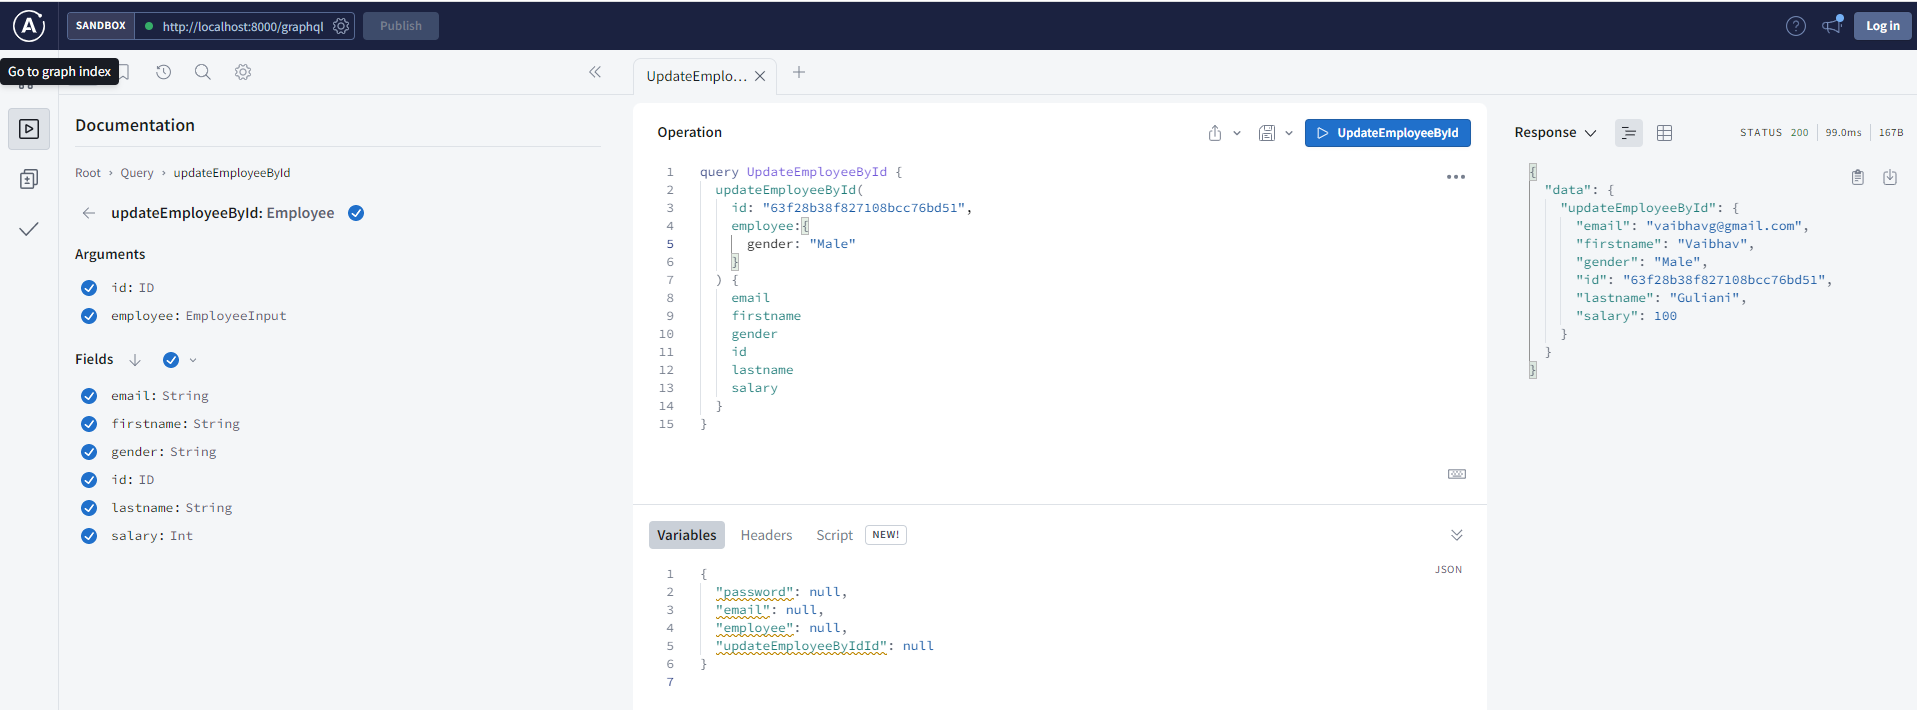 A SANDBOX http://localhost:8000/graphql Publish ? Log in
Go to graph index
UpdateEmplo...
Documentation
Root › Query › updateEmployeeById
updateEmployeeById: Employee
Arguments
id: ID
employee: EmployeeInput
Fields
email: String
firstname: String
gender: String
id: ID
lastname: String
salary: Int
Operation
UpdateEmployeeById
1 query UpdateEmployeeById {
2 updateEmployeeById(
3 id: "63f28b38f827108bcc76bd51",
4 employee:{
5 gender: "Male"
6 }
7 ) {
8 email
9 firstname
10 gender
11 id
12 lastname
13 salary
14 }
15 }
Variables Headers Script NEW!
JSON
1 {
2 "password": null,
3 "email": null,
4 "employee": null,
5 "updateEmployeeByIdId": null
6 }
7
Response STATUS 200 99.0ms 167B
{
"data": {
"updateEmployeeById": {
"email": "vaibhavg@gmail.com",
"firstname": "Vaibhav",
"gender": "Male",
"id": "63f28b38f827108bcc76bd51",
"lastname": "Guliani",
"salary": 100
}
}
}